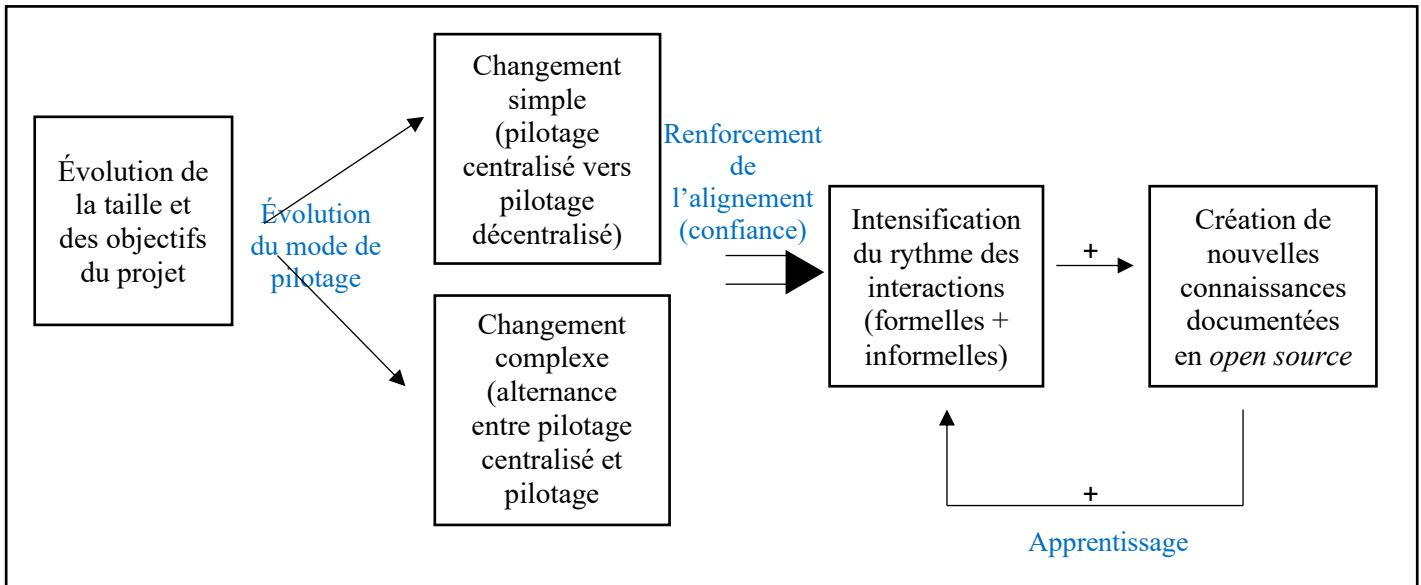 Évolution de
la taille et
des objectifs
du projet
Évolution
du mode de
pilotage
Changement
simple
(pilotage
centralisé vers
pilotage
décentralisé)
Changement
complexe
(alternance
entre pilotage
centralisé et
pilotage
Renforcement
de
l’alignement
(confiance)
Intensification
du rythme des
interactions
(formelles +
informelles)
+
Création de
nouvelles
connaissances
documentées
en open source
+
Apprentissage